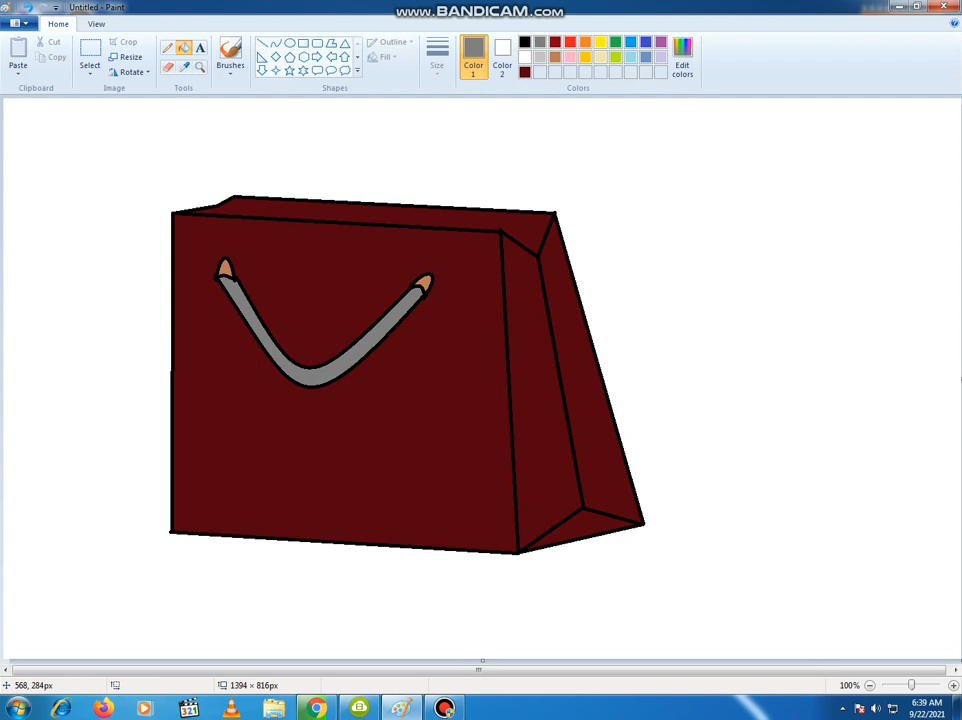 Untitled - Paint
www.BANDICAM.com
Home
View
Paste
Cut
Copy
Clipboard
Select
Crop
Resize
Rotate
Image
A
Tools
Brushes
Outline
Fill
Shapes
Size
Color 1
Color 2
Edit colors
Colors
568, 284px
1394 × 816px
100%
321
6:39 AM
9/22/2021